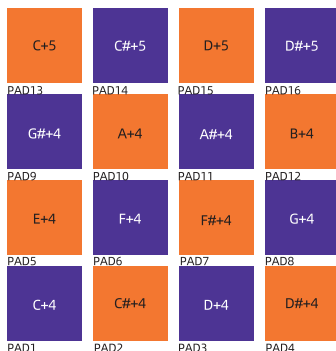 C+5 C#+5 D+5 D#+5
PAD13 PAD14 PAD15 PAD16
G#+4 A+4 A#+4 B+4
PAD9 PAD10 PAD11 PAD12
E+4 F+4 F#+4 G+4
PAD5 PAD6 PAD7 PAD8
C+4 C#+4 D+4 D#+4
PAD1 PAD2 PAD3 PAD4